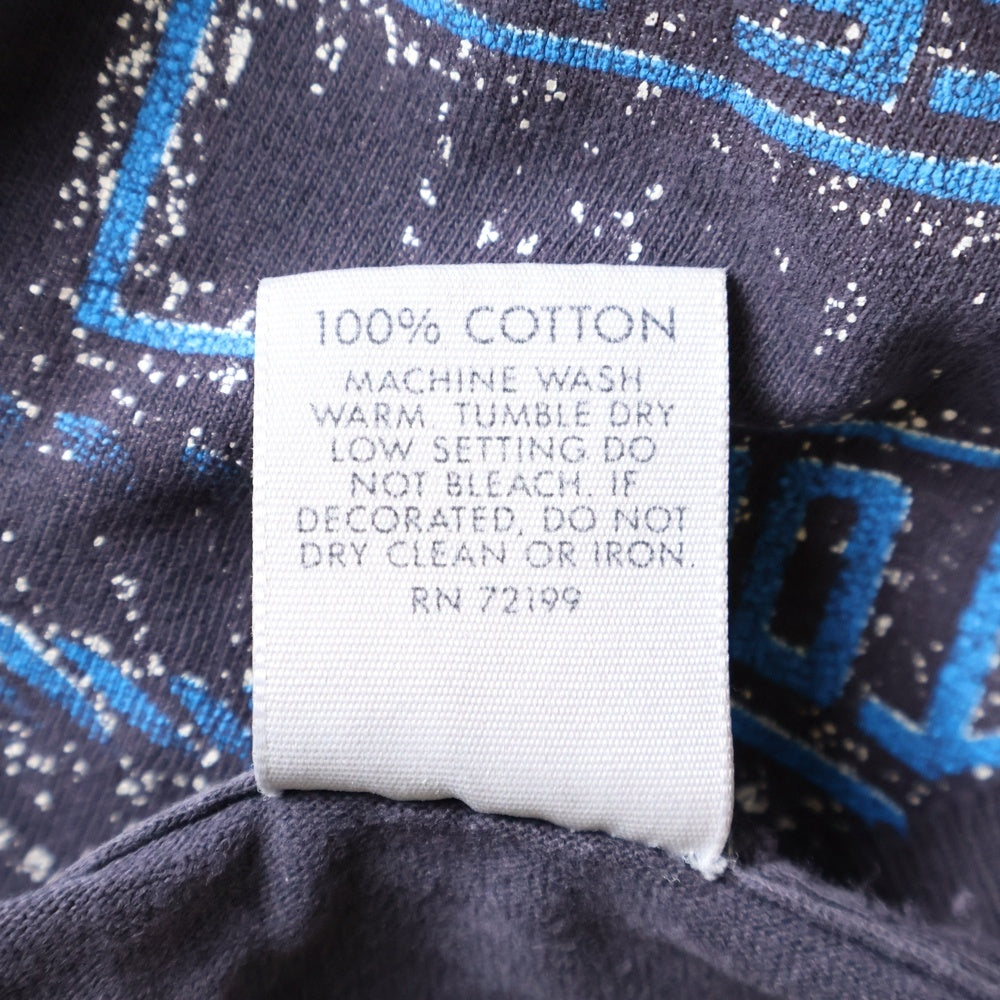 100% COTTON
MACHINE WASH
WARM. TUMBLE DRY
LOW SETTING DO
NOT BLEACH. IF
DECORATED, DO NOT
DRY CLEAN OR IRON.
RN 72199